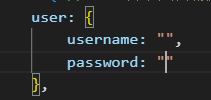 user: {
username: "",
password: ""
},